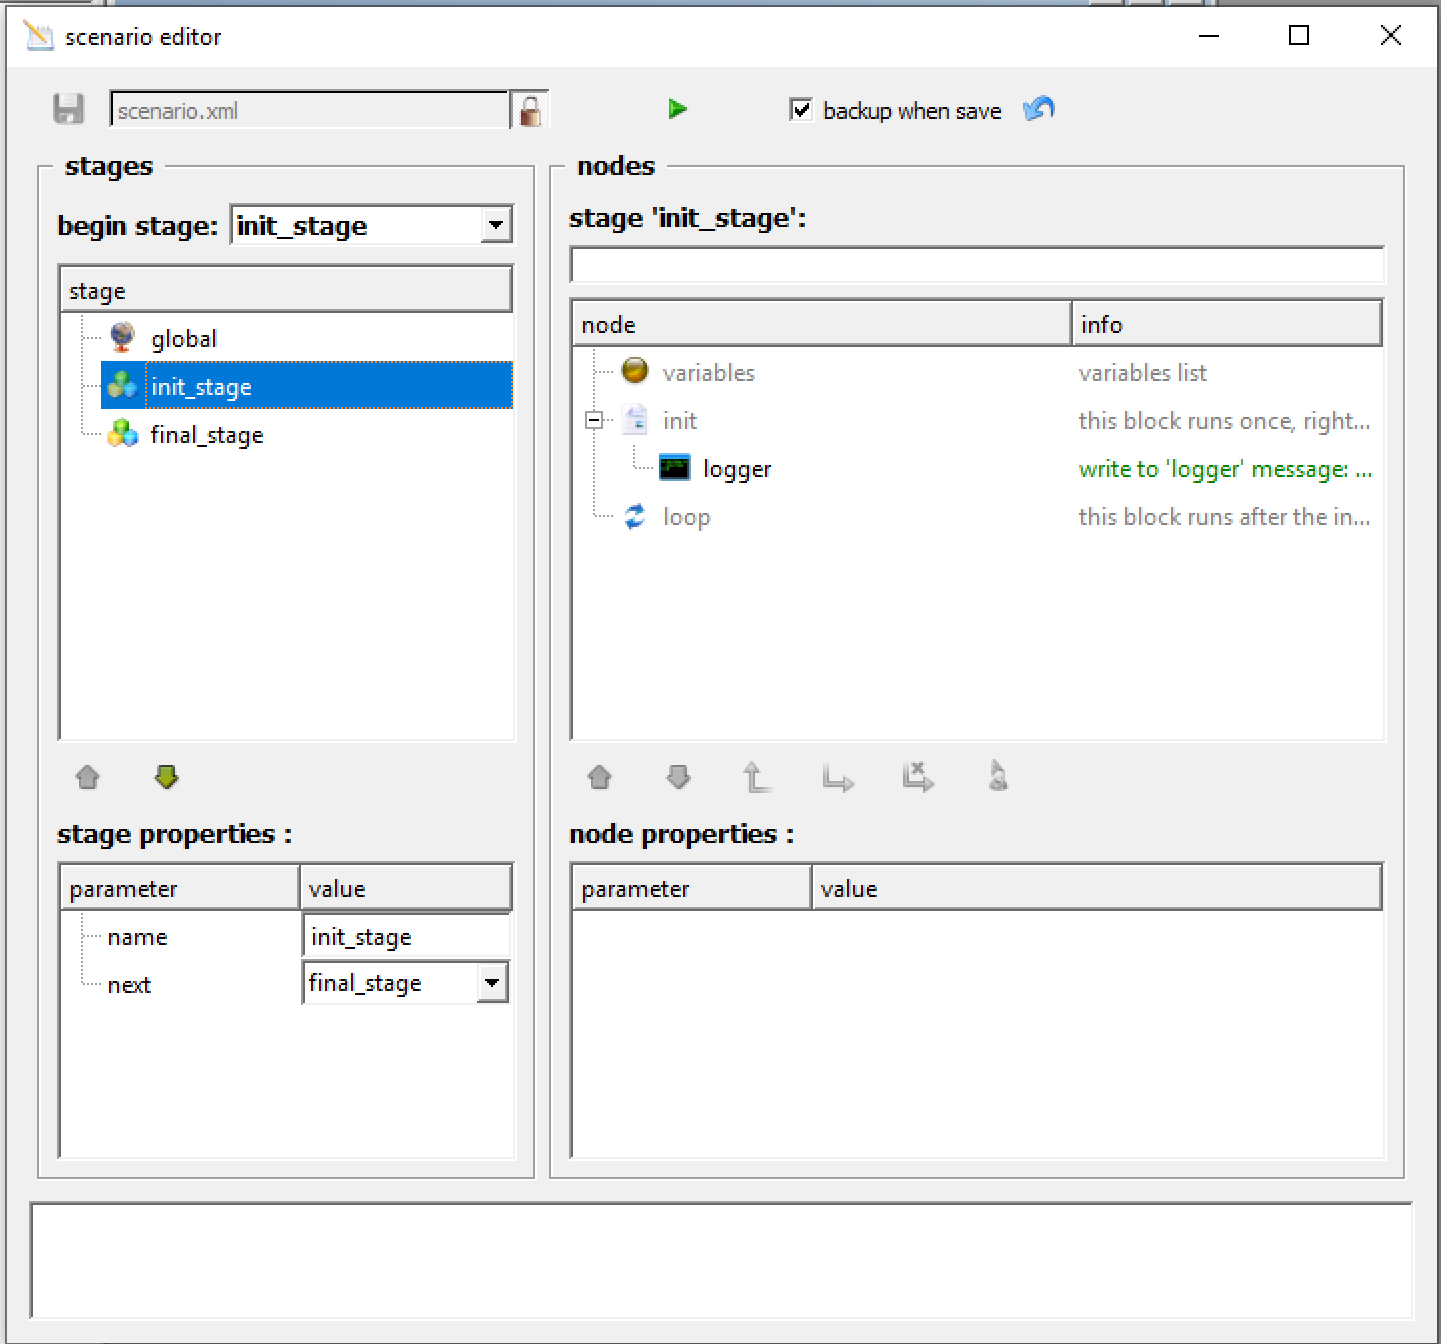 scenario editor
scenario.xml
backup when save
stages
begin stage: init_stage
stage
global
init_stage
final_stage
stage properties :
parameter value
name init_stage
next final_stage
nodes
stage 'init_stage':
node info
variables variables list
init this block runs once, right...
logger write to 'logger' message: ...
loop this block runs after the in...
node properties :
parameter value